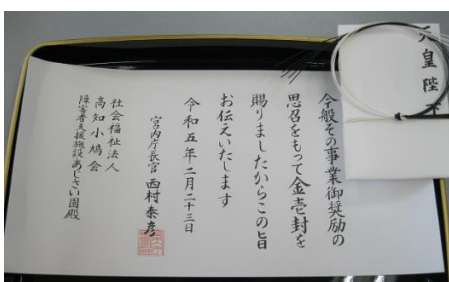 天皇陛下
今般その事業御奨励の
思召をもって金壱封を
賜りましたからこの旨
お伝えいたします
令和五年二月二十三日
宮内庁長官 西村泰彦
社会福祉法人
高知小鳩会
障害者支援施設あじさい園殿